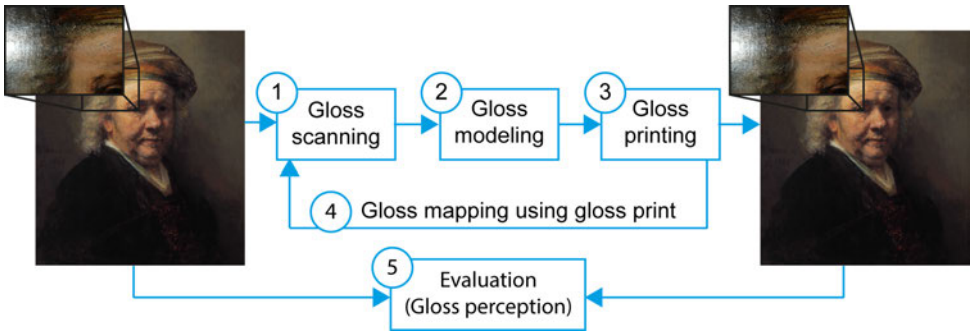 1
Gloss
scanning
2
Gloss
modeling
3
Gloss
printing
4
Gloss mapping using gloss print
5
Evaluation
(Gloss perception)